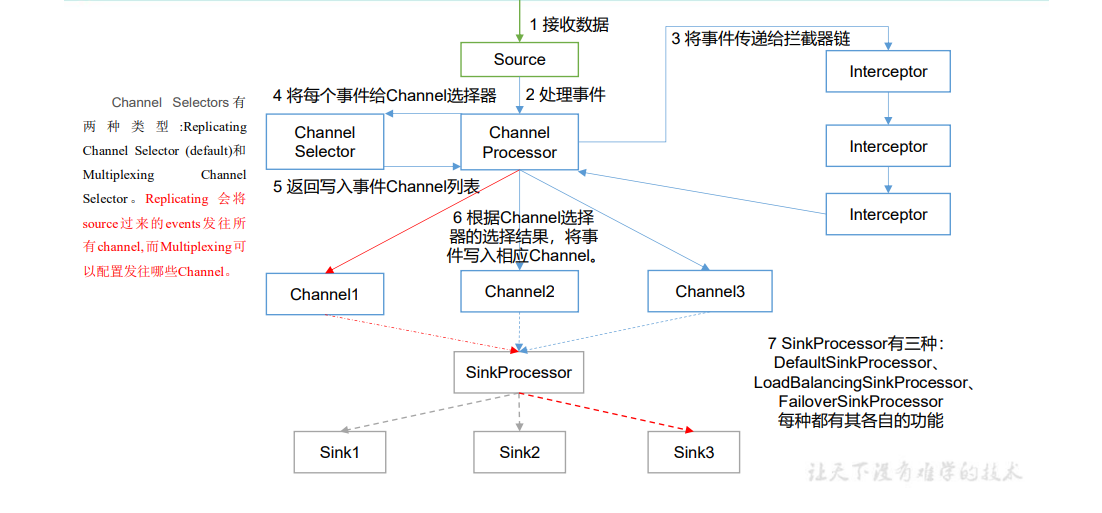 1 接收数据
Source
3 将事件传递给拦截器链
Interceptor
4 将每个事件给Channel选择器
2 处理事件
Channel Selectors有
两种类型:Replicating
Channel Selector (default)和
Multiplexing Channel
Selector。Replicating 会将
source过来的events发往所
有channel,而Multiplexing可
以配置发往哪些Channel。
Channel
Selector
Channel
Processor
Interceptor
5 返回写入事件Channel列表
Interceptor
6 根据Channel选择
器的选择结果，将事
件写入相应Channel。
Channel1
Channel2
Channel3
7 SinkProcessor有三种：
DefaultSinkProcessor、
LoadBalancingSinkProcessor、
FailoverSinkProcessor
每种都有其各自的功能
SinkProcessor
Sink1
Sink2
Sink3
让天下没有难学的技术